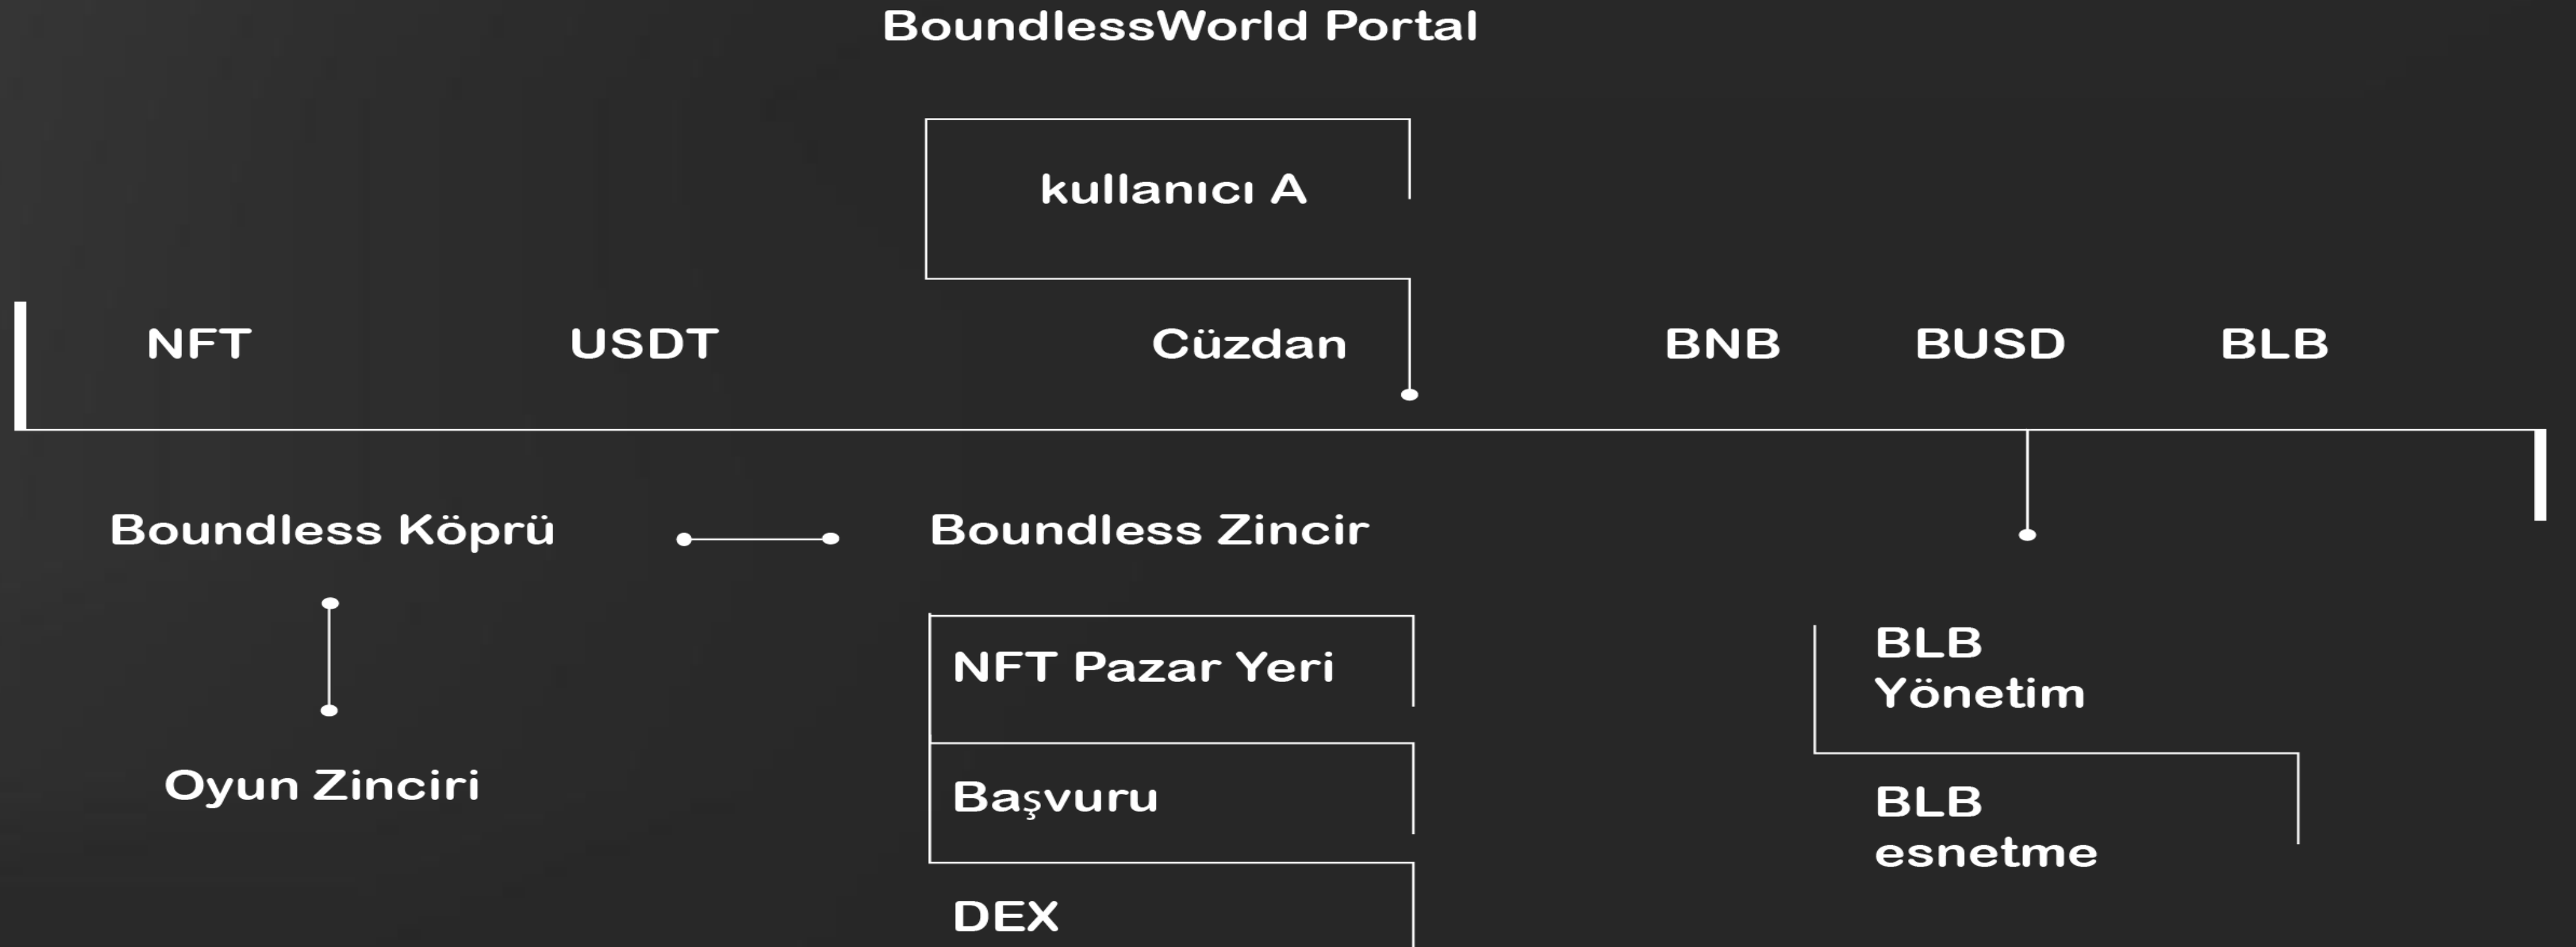 BoundlessWorld Portal
kullanıcı A
NFT USDT Cüzdan BNB BUSD BLB
Boundless Köprü Boundless Zincir
NFT Pazar Yeri
BLB
Yönetim
Oyun Zinciri
Başvuru
BLB
esnetme
DEX